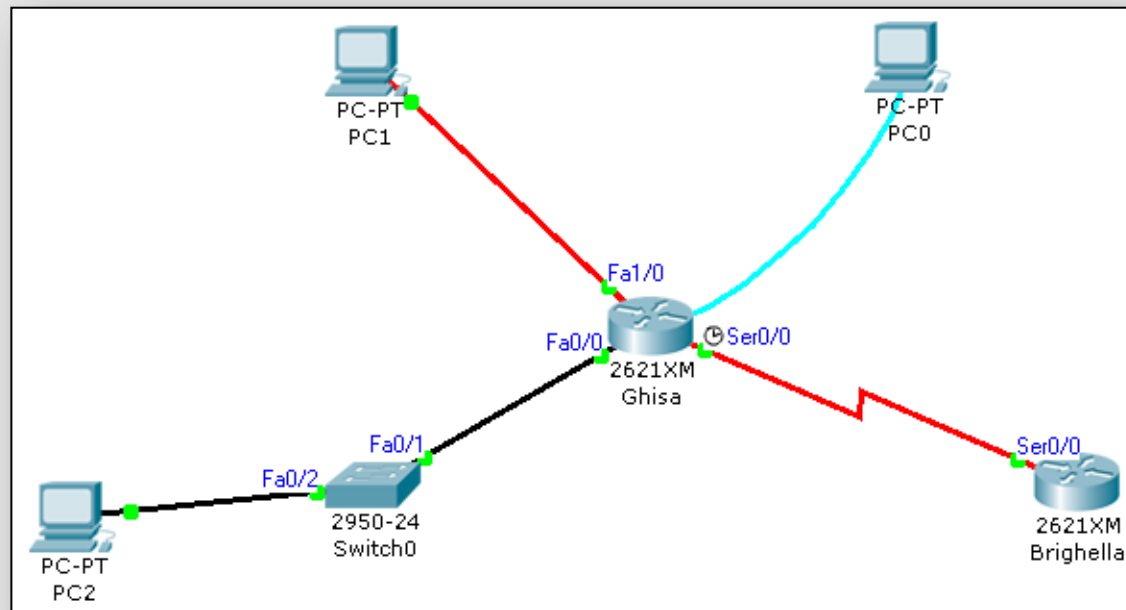 PC-PT
PC1
PC-PT
PC0
Fa1/0
Fa0/0
Ser0/0
2621XM
Ghisa
Fa0/1
Fa0/2
2950-24
Switch0
PC-PT
PC2
Ser0/0
2621XM
Brighella